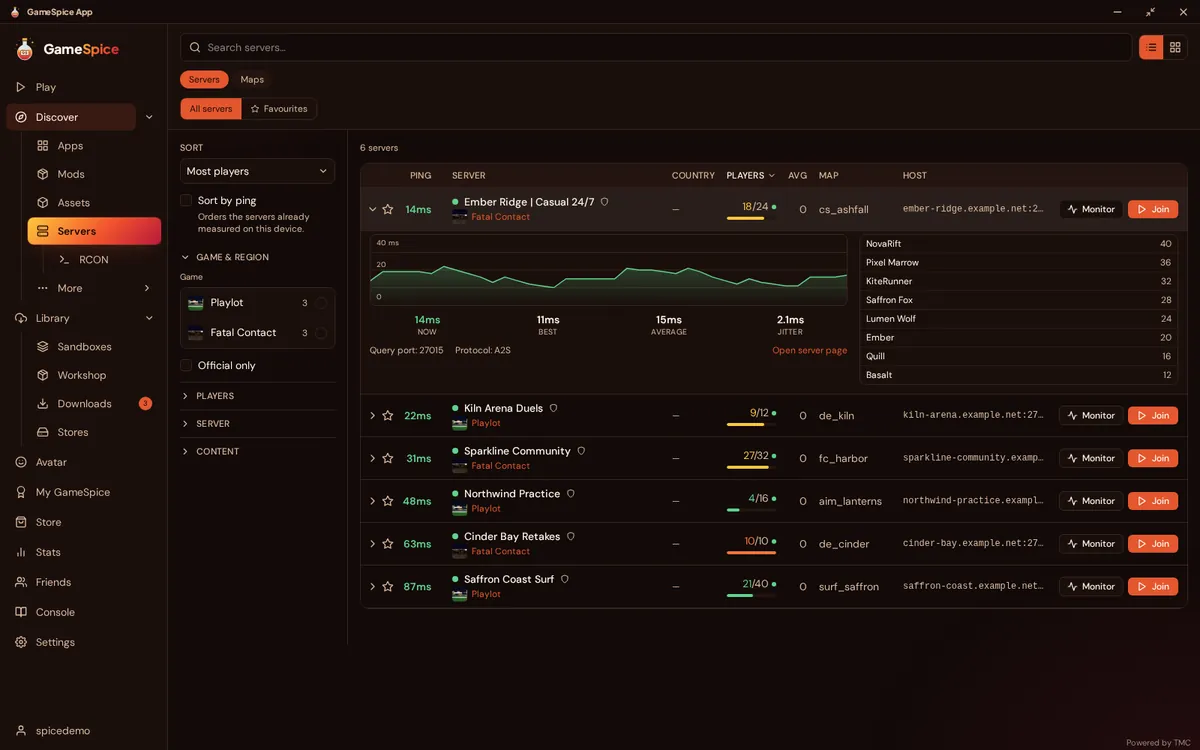 GameSpice App
GameSpice
Search servers...
Servers Maps
All servers Favourites
Play
Discover
Apps
Mods
Assets
Servers
RCON
More
Library
Sandboxes
Workshop
Downloads 3
Stores
Avatar
My GameSpice
Store
Stats
Friends
Console
Settings
spicedemo
SORT
Most players
Sort by ping
Orders the servers already
measured on this device.
GAME & REGION
Game
Playlot 3
Fatal Contact 3
Official only
PLAYERS
SERVER
CONTENT
6 servers
PING SERVER COUNTRY PLAYERS AVG MAP HOST
14ms Ember Ridge | Casual 24/7 — 18/24 0 cs_ashfall ember-ridge.example.net:2… Monitor Join
Fatal Contact
40 ms
20
0
14ms 11ms 15ms 2.1ms
NOW BEST AVERAGE JITTER
Query port: 27015 Protocol: A2S Open server page
NovaRift 40
Pixel Marrow 36
KiteRunner 32
Saffron Fox 28
Lumen Wolf 24
Ember 20
Quill 16
Basalt 12
22ms Kiln Arena Duels — 9/12 0 de_kiln kiln-arena.example.net:27… Monitor Join
Playlot
31ms Sparkline Community — 27/32 0 fc_harbor sparkline-community.examp… Monitor Join
Fatal Contact
48ms Northwind Practice — 4/16 0 aim_lanterns northwind-practice.exampl… Monitor Join
Playlot
63ms Cinder Bay Retakes — 10/10 0 de_cinder cinder-bay.example.net:27… Monitor Join
Fatal Contact
87ms Saffron Coast Surf — 21/40 0 surf_saffron saffron-coast.example.net… Monitor Join
Playlot
Powered by TMC